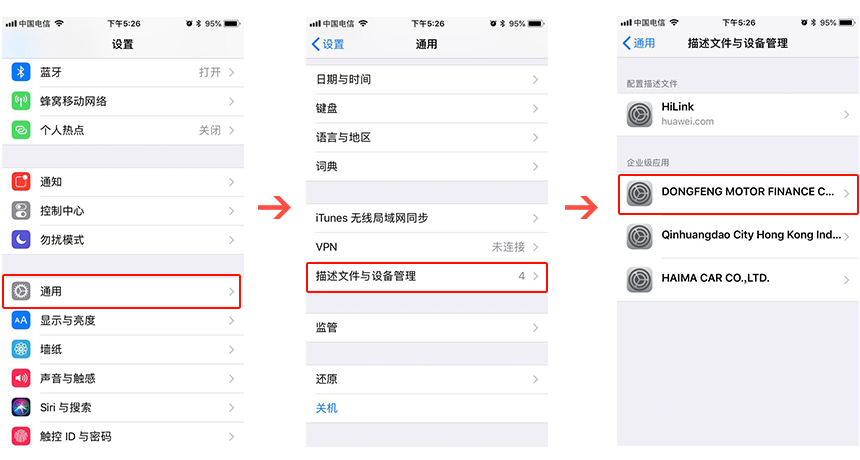 中国电信 下午5:26 95%
设置
蓝牙 打开
蜂窝移动网络
个人热点 关闭
通知
控制中心
勿扰模式
通用
AA 显示与亮度
墙纸
声音与触感
Siri 与搜索
触控 ID 与密码
中国电信 下午5:26 95%
设置 通用
日期与时间
键盘
语言与地区
词典
iTunes 无线局域网同步
VPN 未连接
描述文件与设备管理 4
监管
还原
关机
中国电信 下午5:26 95%
通用 描述文件与设备管理
配置描述文件
HiLink
huawei.com
企业级应用
DONGFENG MOTOR FINANCE C...
Qinhuangdao City Hong Kong Ind...
HAIMA CAR CO.,LTD.